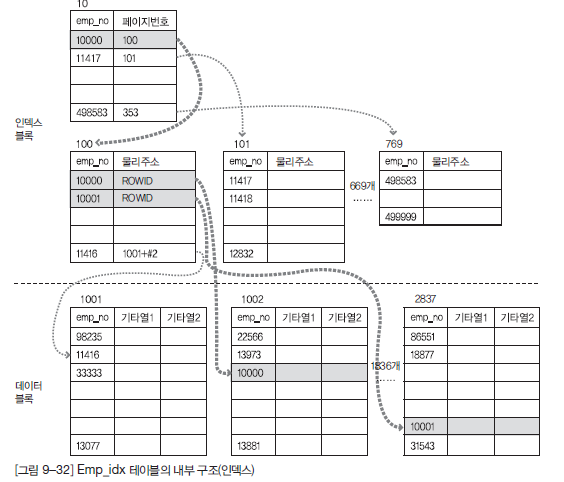 10
emp_no 페이지번호
10000 100
11417 101
498583 353
인덱스
블록
100 101 769
emp_no 물리주소 emp_no 물리주소 emp_no 물리주소
10000 ROWID 11417 498583
10001 ROWID 11418
669개
......
499999
11416 1001+#2 12832
1001 1002 2837
emp_no 기타열1 기타열2 emp_no 기타열1 기타열2 emp_no 기타열1 기타열2
98235 22566 86551
11416 13973 18877
33333 10000
1836개
......
데이터
블록
10001
13077 13881 31543
[그림 9-32] Emp_idx 테이블의 내부 구조(인덱스)